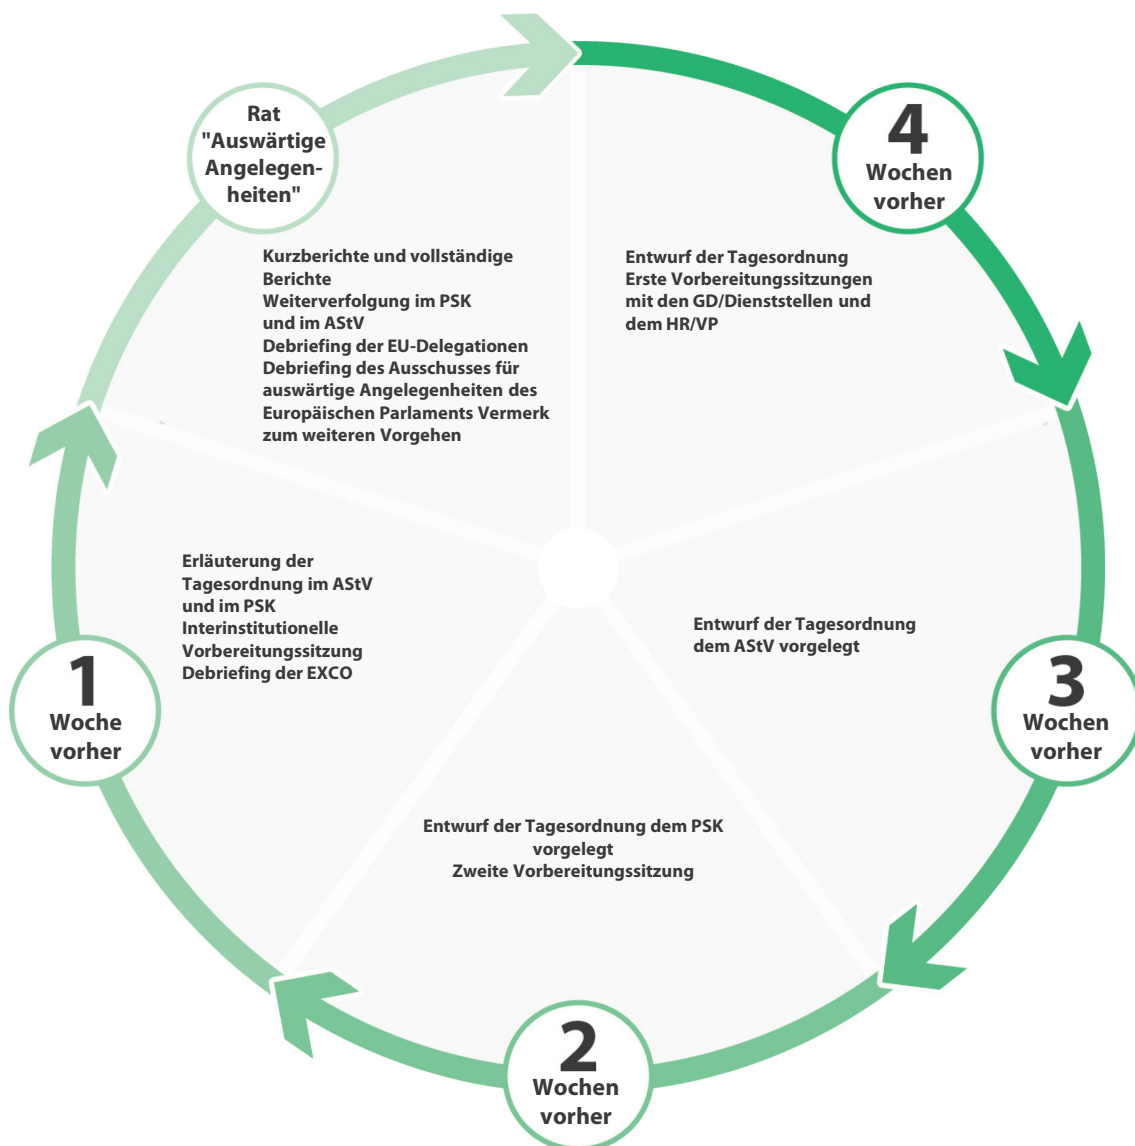 Rat
"Auswärtige
Angelegen-
heiten"
Kurzberichte und vollständige
Berichte
Weiterverfolgung im PSK
und im AStV
Debriefing der EU-Delegationen
Debriefing des Ausschusses für
auswärtige Angelegenheiten des
Europäischen Parlaments Vermerk
zum weiteren Vorgehen
4
Wochen
vorher
Entwurf der Tagesordnung
Erste Vorbereitungssitzungen
mit den GD/Dienststellen und
dem HR/VP
3
Wochen
vorher
Entwurf der Tagesordnung
dem AStV vorgelegt
2
Wochen
vorher
Entwurf der Tagesordnung dem PSK
vorgelegt
Zweite Vorbereitungssitzung
1
Woche
vorher
Erläuterung der
Tagesordnung im AStV
und im PSK
Interinstitutionelle
Vorbereitungssitzung
Debriefing der EXCO